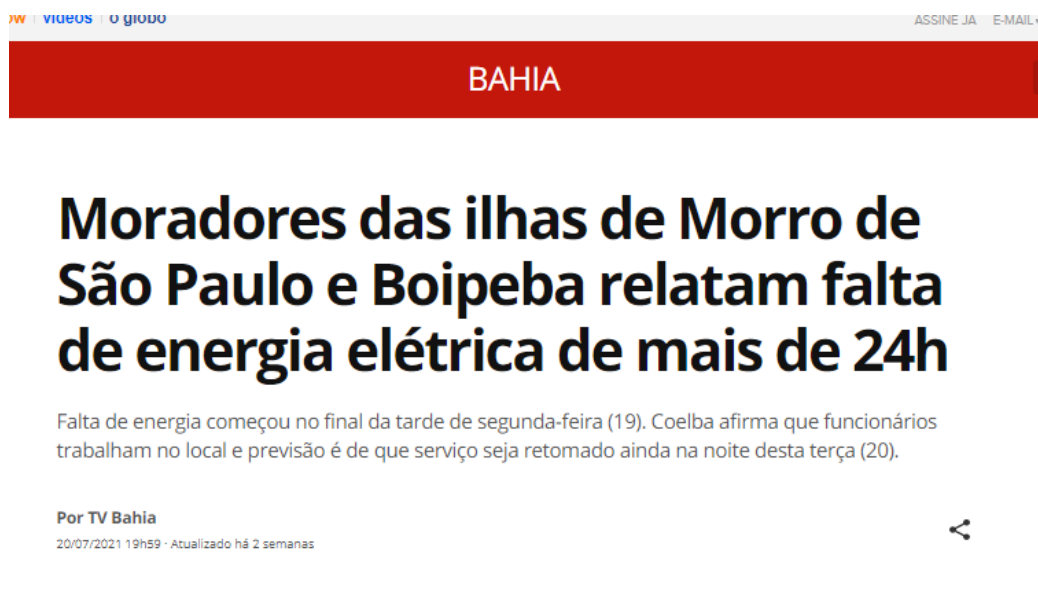 vídeos o globo ASSINE JÁ E-MAIL
BAHIA
Moradores das ilhas de Morro de
São Paulo e Boipeba relatam falta
de energia elétrica de mais de 24h
Falta de energia começou no final da tarde de segunda-feira (19). Coelba afirma que funcionários
trabalham no local e previsão é de que serviço seja retomado ainda na noite desta terça (20).
Por TV Bahia
20/07/2021 19h59 · Atualizado há 2 semanas